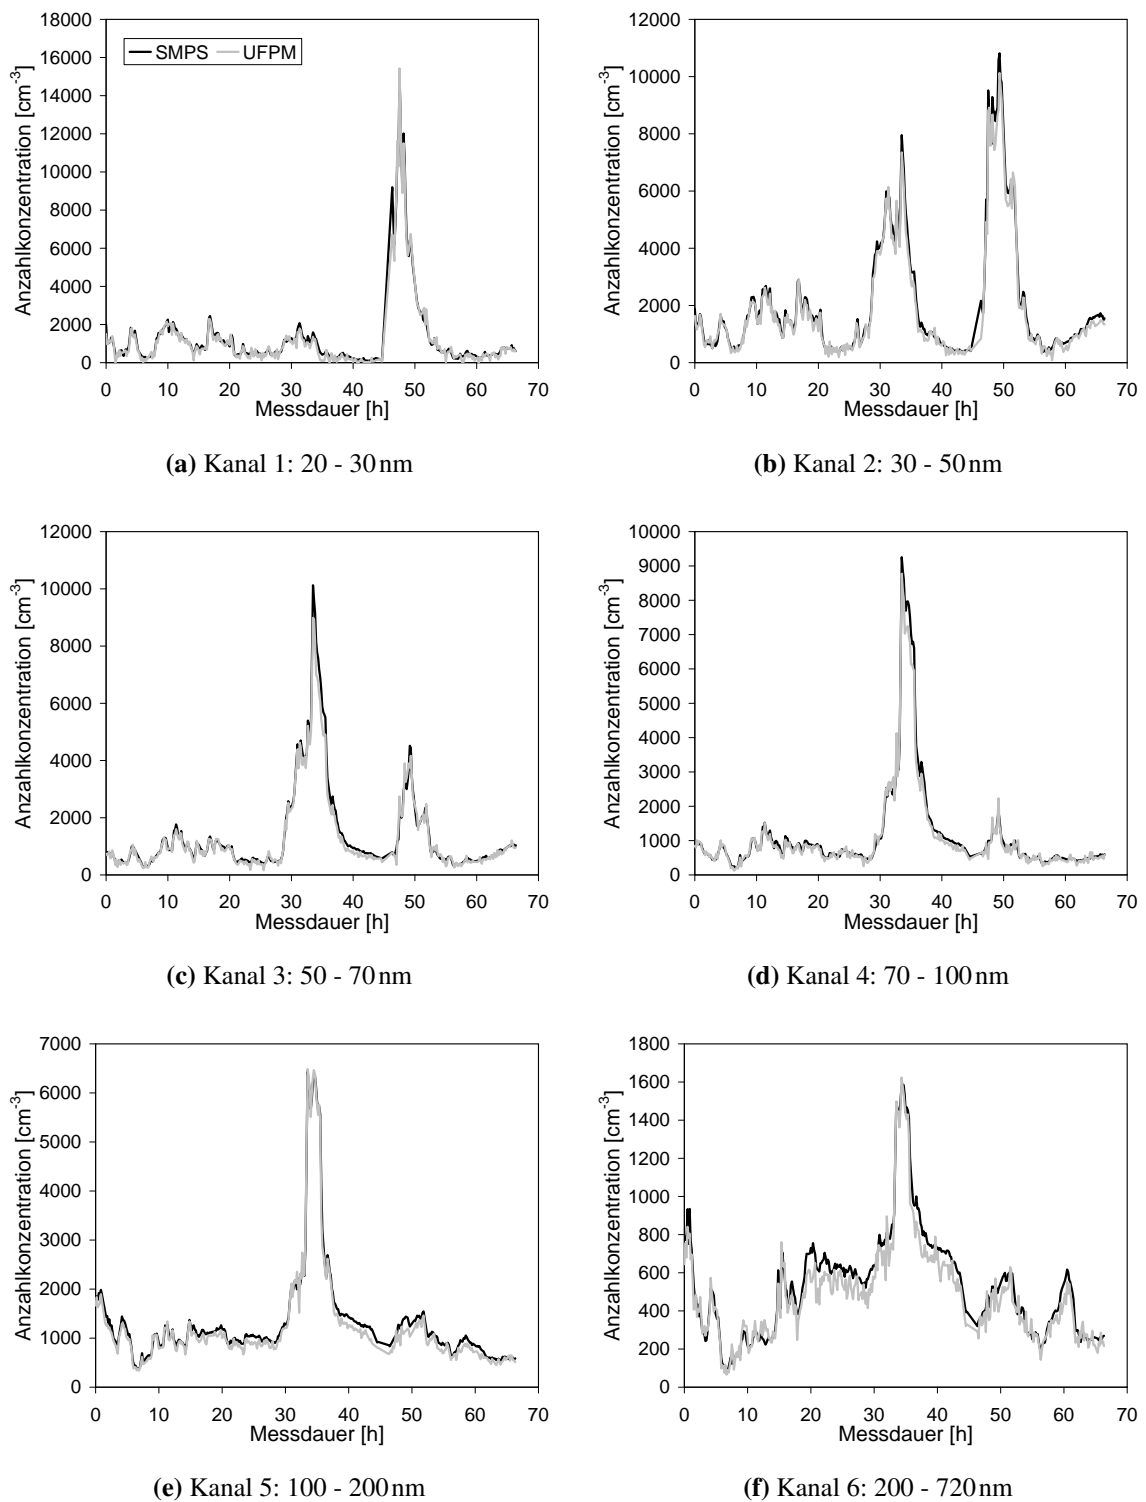 18000
16000
14000
12000
10000
8000
6000
4000
2000
0
Anzahlkonzentration [cm-3]
SMPS UFPM
0 10 20 30 40 50 60 70
Messdauer [h]
(a) Kanal 1: 20 - 30 nm
12000
10000
8000
6000
4000
2000
0
Anzahlkonzentration [cm-3]
0 10 20 30 40 50 60 70
Messdauer [h]
(b) Kanal 2: 30 - 50 nm
12000
10000
8000
6000
4000
2000
0
Anzahlkonzentration [cm-3]
0 10 20 30 40 50 60 70
Messdauer [h]
(c) Kanal 3: 50 - 70 nm
10000
9000
8000
7000
6000
5000
4000
3000
2000
1000
0
Anzahlkonzentration [cm-3]
0 10 20 30 40 50 60 70
Messdauer [h]
(d) Kanal 4: 70 - 100 nm
7000
6000
5000
4000
3000
2000
1000
0
Anzahlkonzentration [cm-3]
0 10 20 30 40 50 60 70
Messdauer [h]
(e) Kanal 5: 100 - 200 nm
1800
1600
1400
1200
1000
800
600
400
200
0
Anzahlkonzentration [cm-3]
0 10 20 30 40 50 60 70
Messdauer [h]
(f) Kanal 6: 200 - 720 nm